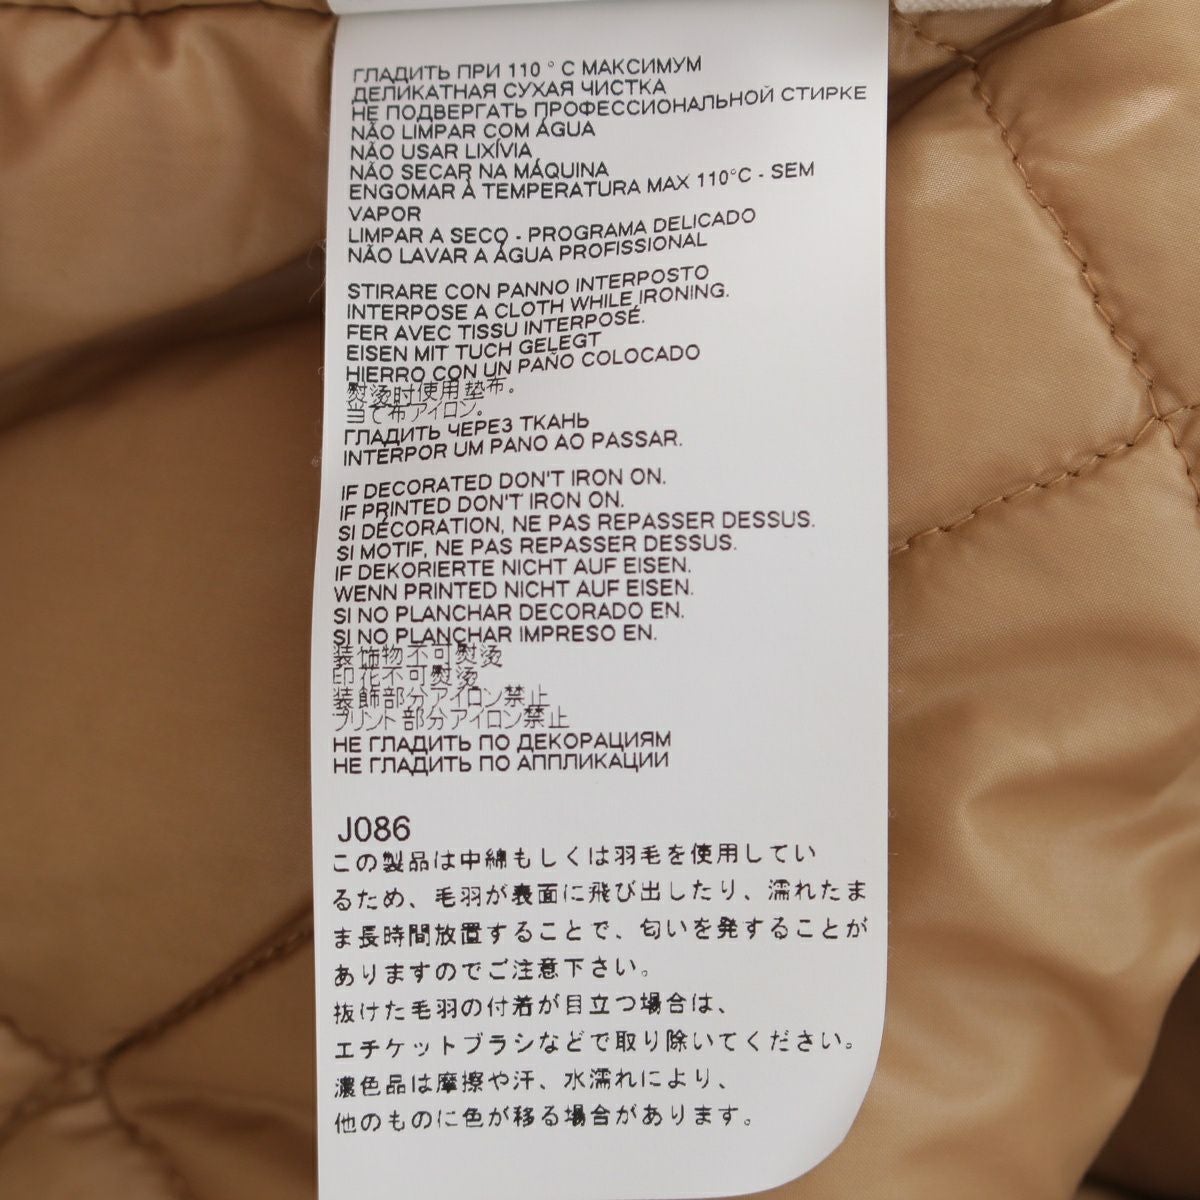 ГЛАДИТЬ ПРИ 110 ° С МАКСИМУМ
ДЕЛИКАТНАЯ СУХАЯ ЧИСТКА
НЕ ПОДВЕРГАТЬ ПРОФЕССИОНАЛЬНОЙ СТИРКЕ
NÃO LIMPAR COM ÁGUA
NÃO USAR LIXÍVIA
NÃO SECAR NA MÁQUINA
ENGOMAR À TEMPERATURA MAX 110°C - SEM
VAPOR
LIMPAR A SECO - PROGRAMA DELICADO
NÃO LAVAR A ÁGUA PROFISSIONAL
STIRARE CON PANNO INTERPOSTO
INTERPOSE A CLOTH WHILE IRONING.
FER AVEC TISSU INTERPOSÉ.
EISEN MIT TUCH GELEGT
HIERRO CON UN PAÑO COLOCADO
熨烫时使用垫布。
当て布アイロン。
ГЛАДИТЬ ЧЕРЕЗ ТКАНЬ
INTERPOR UM PANO AO PASSAR.
IF DECORATED DON'T IRON ON.
IF PRINTED DON'T IRON ON.
SI DÉCORATION, NE PAS REPASSER DESSUS.
SI MOTIF, NE PAS REPASSER DESSUS.
IF DEKORIERTE NICHT AUF EISEN.
WENN PRINTED NICHT AUF EISEN.
SI NO PLANCHAR DECORADO EN.
SI NO PLANCHAR IMPRESO EN.
装饰物不可熨烫
印花不可熨烫
装飾部分アイロン禁止
プリント部分アイロン禁止
НЕ ГЛАДИТЬ ПО ДЕКОРАЦИЯМ
НЕ ГЛАДИТЬ ПО АППЛИКАЦИИ
J086
この製品は中綿もしくは羽毛を使用してい
るため、毛羽が表面に飛び出したり、濡れたま
ま長時間放置することで、匂いを発することが
ありますのでご注意下さい。
抜けた毛羽の付着が目立つ場合は、
エチケットブラシなどで取り除いてください。
濃色品は摩擦や汗、水濡れにより、
他のものに色が移る場合があります。